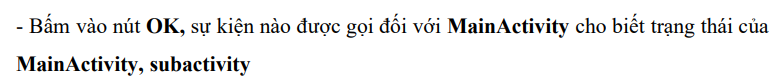 - Bấm vào nút OK, sự kiện nào được gọi đối với MainActivity cho biết trạng thái của
MainActivity, subactivity